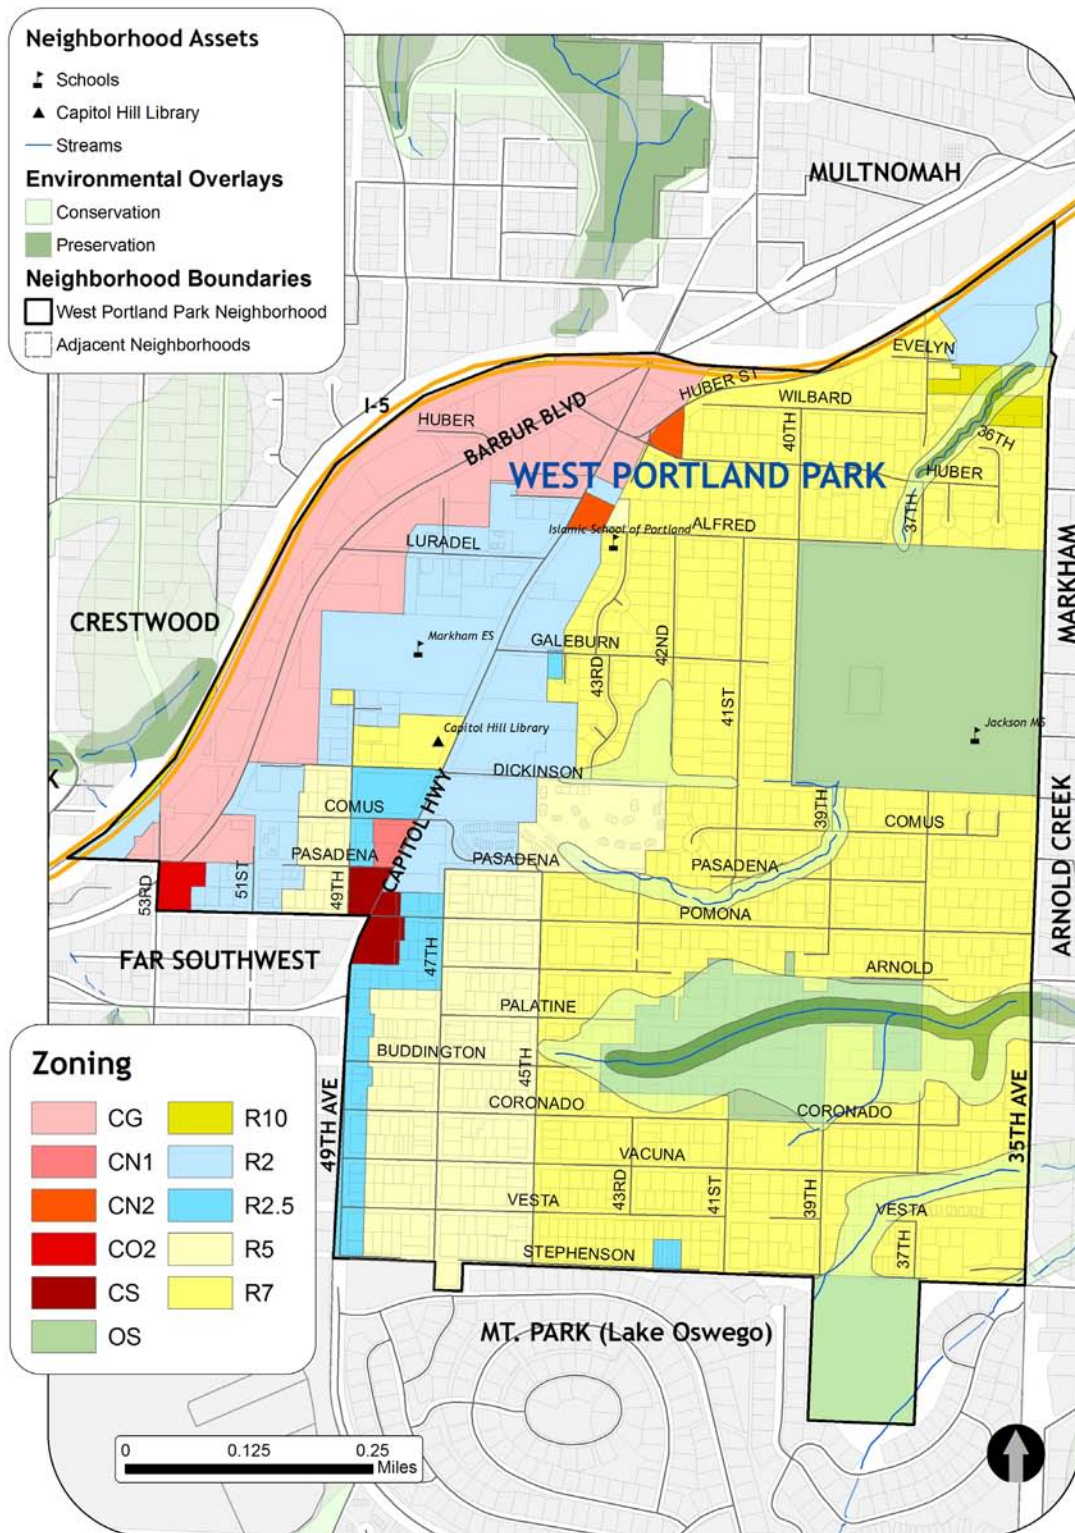 Neighborhood Assets
Schools
Capitol Hill Library
Streams
Environmental Overlays
Conservation
Preservation
Neighborhood Boundaries
West Portland Park Neighborhood
Adjacent Neighborhoods
MULTNOMAH
EVELYN
I-5
HUBER
BARBUR BLVD
HUBER ST
WILBARD
40TH
36TH
WEST PORTLAND PARK
HUBER
37TH
Islamic School of Portland
ALFRED
LURADEL
MARKHAM
CRESTWOOD
Markham ES
GALEBURN
43RD
42ND
41ST
Jackson MS
Capitol Hill Library
DICKINSON
K
CAPITOL HWY
COMUS
39TH
COMUS
PASADENA
PASADENA
PASADENA
53RD
51ST
49TH
POMONA
ARNOLD CREEK
FAR SOUTHWEST
47TH
ARNOLD
PALATINE
BUDDINGTON
45TH
CORONADO
CORONADO
49TH AVE
35TH AVE
VACUNA
43RD
41ST
39TH
VESTA
VESTA
37TH
STEPHENSON
MT. PARK (Lake Oswego)
Zoning
CG
R10
CN1
R2
CN2
R2.5
CO2
R5
CS
R7
OS
0 0.125 0.25
Miles